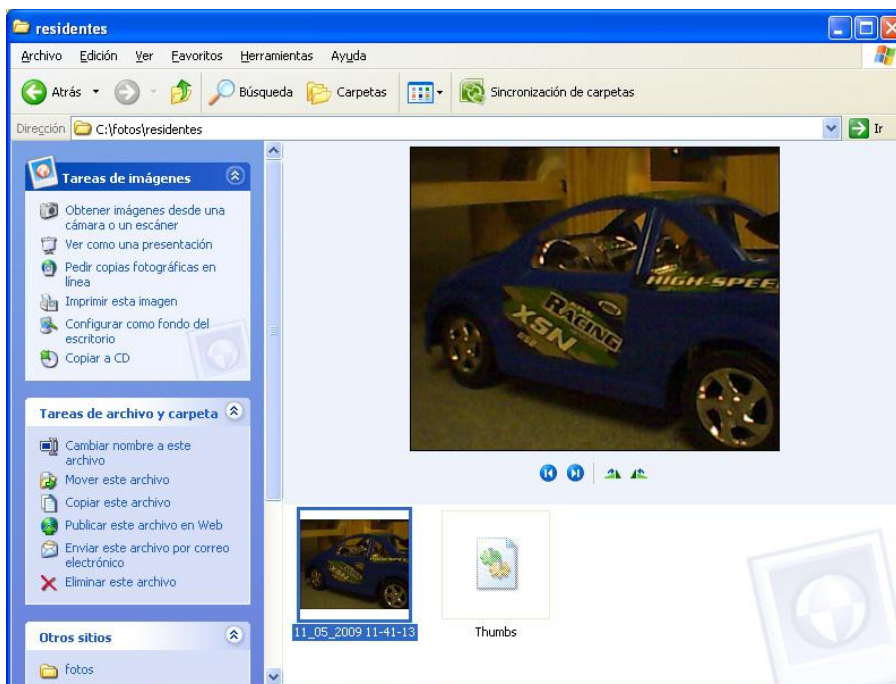 residentes
Archivo Edición Ver Favoritos Herramientas Ayuda
Atrás Búsqueda Carpetas Sincronización de carpetas
Dirección C:\fotos\residentes Ir
Tareas de imágenes
Obtener imágenes desde una
cámara o un escáner
Ver como una presentación
Pedir copias fotográficas en
línea
Imprimir esta imagen
Configurar como fondo del
escritorio
Copiar a CD
Tareas de archivo y carpeta
Cambiar nombre a este
archivo
Mover este archivo
Copiar este archivo
Publicar este archivo en Web
Enviar este archivo por correo
electrónico
Eliminar este archivo
Otros sitios
fotos
HIGH-SPEE
RACING
XSN
11_05_2009 11-41-13
Thumbs